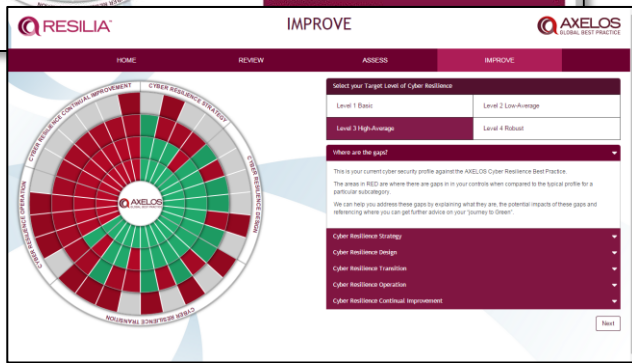 RESILIA™
IMPROVE
AXELOS
GLOBAL BEST PRACTICE
HOME
REVIEW
ASSESS
IMPROVE
CYBER RESILIENCE STRATEGY
CYBER RESILIENCE DESIGN
CYBER RESILIENCE TRANSITION
CYBER RESILIENCE OPERATION
CYBER RESILIENCE CONTINUAL IMPROVEMENT
AXELOS
Select your Target Level of Cyber Resilience
Level 1 Basic
Level 2 Low-Average
Level 3 High-Average
Level 4 Robust
Where are the gaps?
This is your current cyber security profile against the AXELOS Cyber Resilience Best Practice.
The areas in RED are where there are gaps in in your controls when compared to the typical profile for a
particular subcategory.
We can help you address these gaps by explaining what they are, the potential impacts of these gaps and
referencing where you can get further advice on your "journey to Green".
Cyber Resilience Strategy
Cyber Resilience Design
Cyber Resilience Transition
Cyber Resilience Operation
Cyber Resilience Continual Improvement
Next